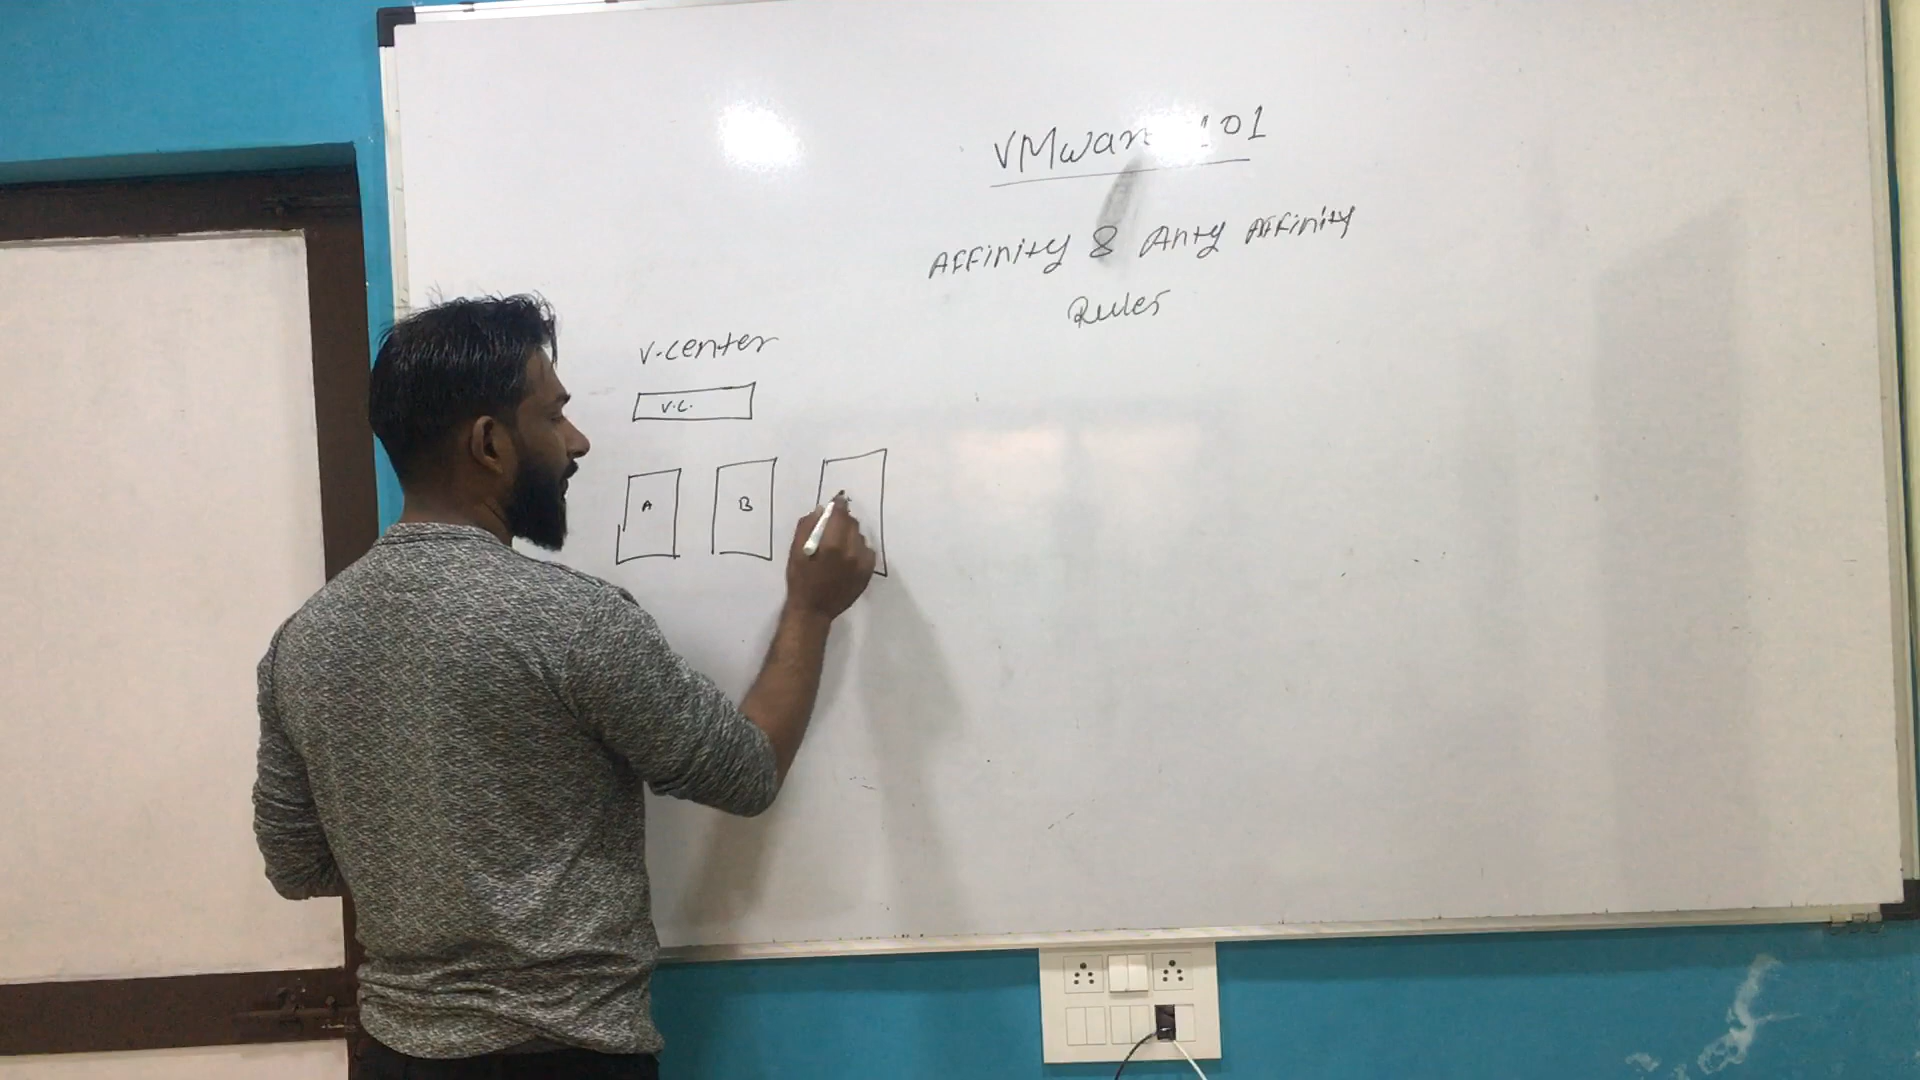 VMware 101
Affinity & Anty Affinity
Rules
V.center
V.C.
A
B